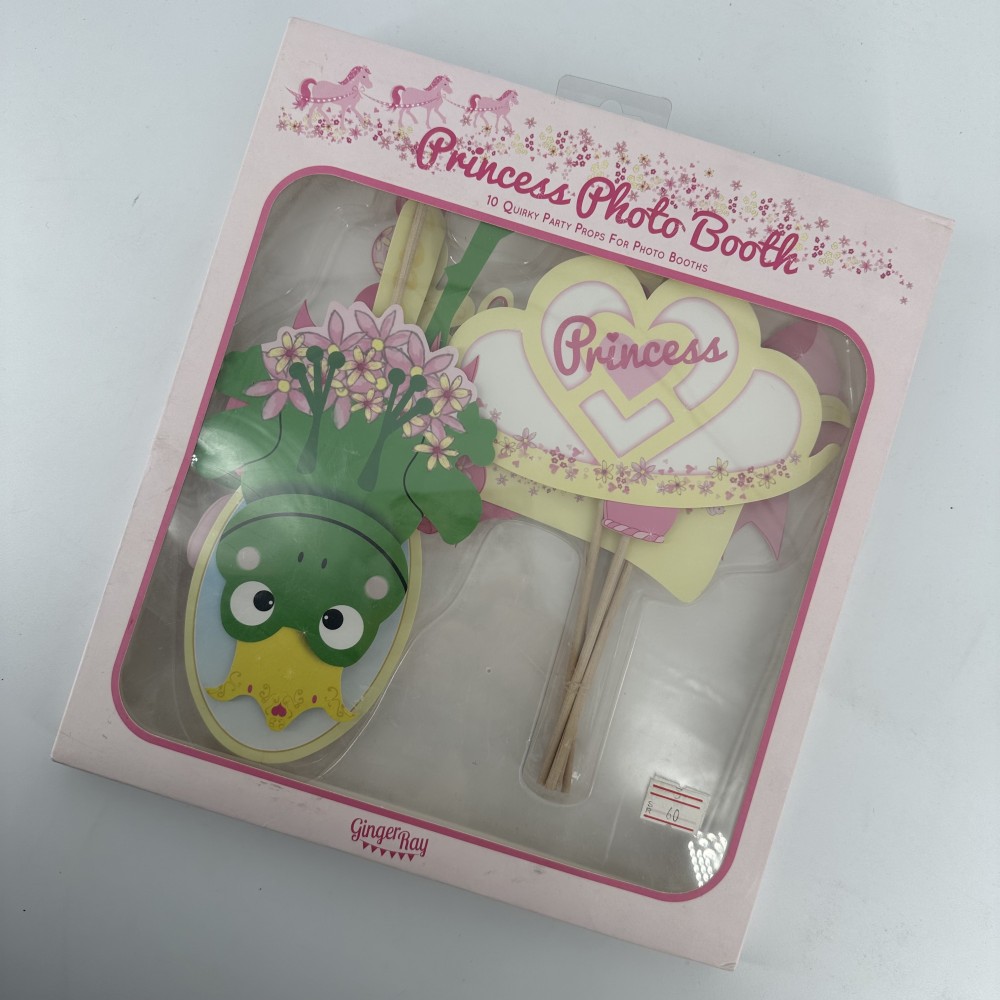 Princess Photo Booth
10 Quirky Party Props For Photo Booths
Princess
60
Ginger Ray